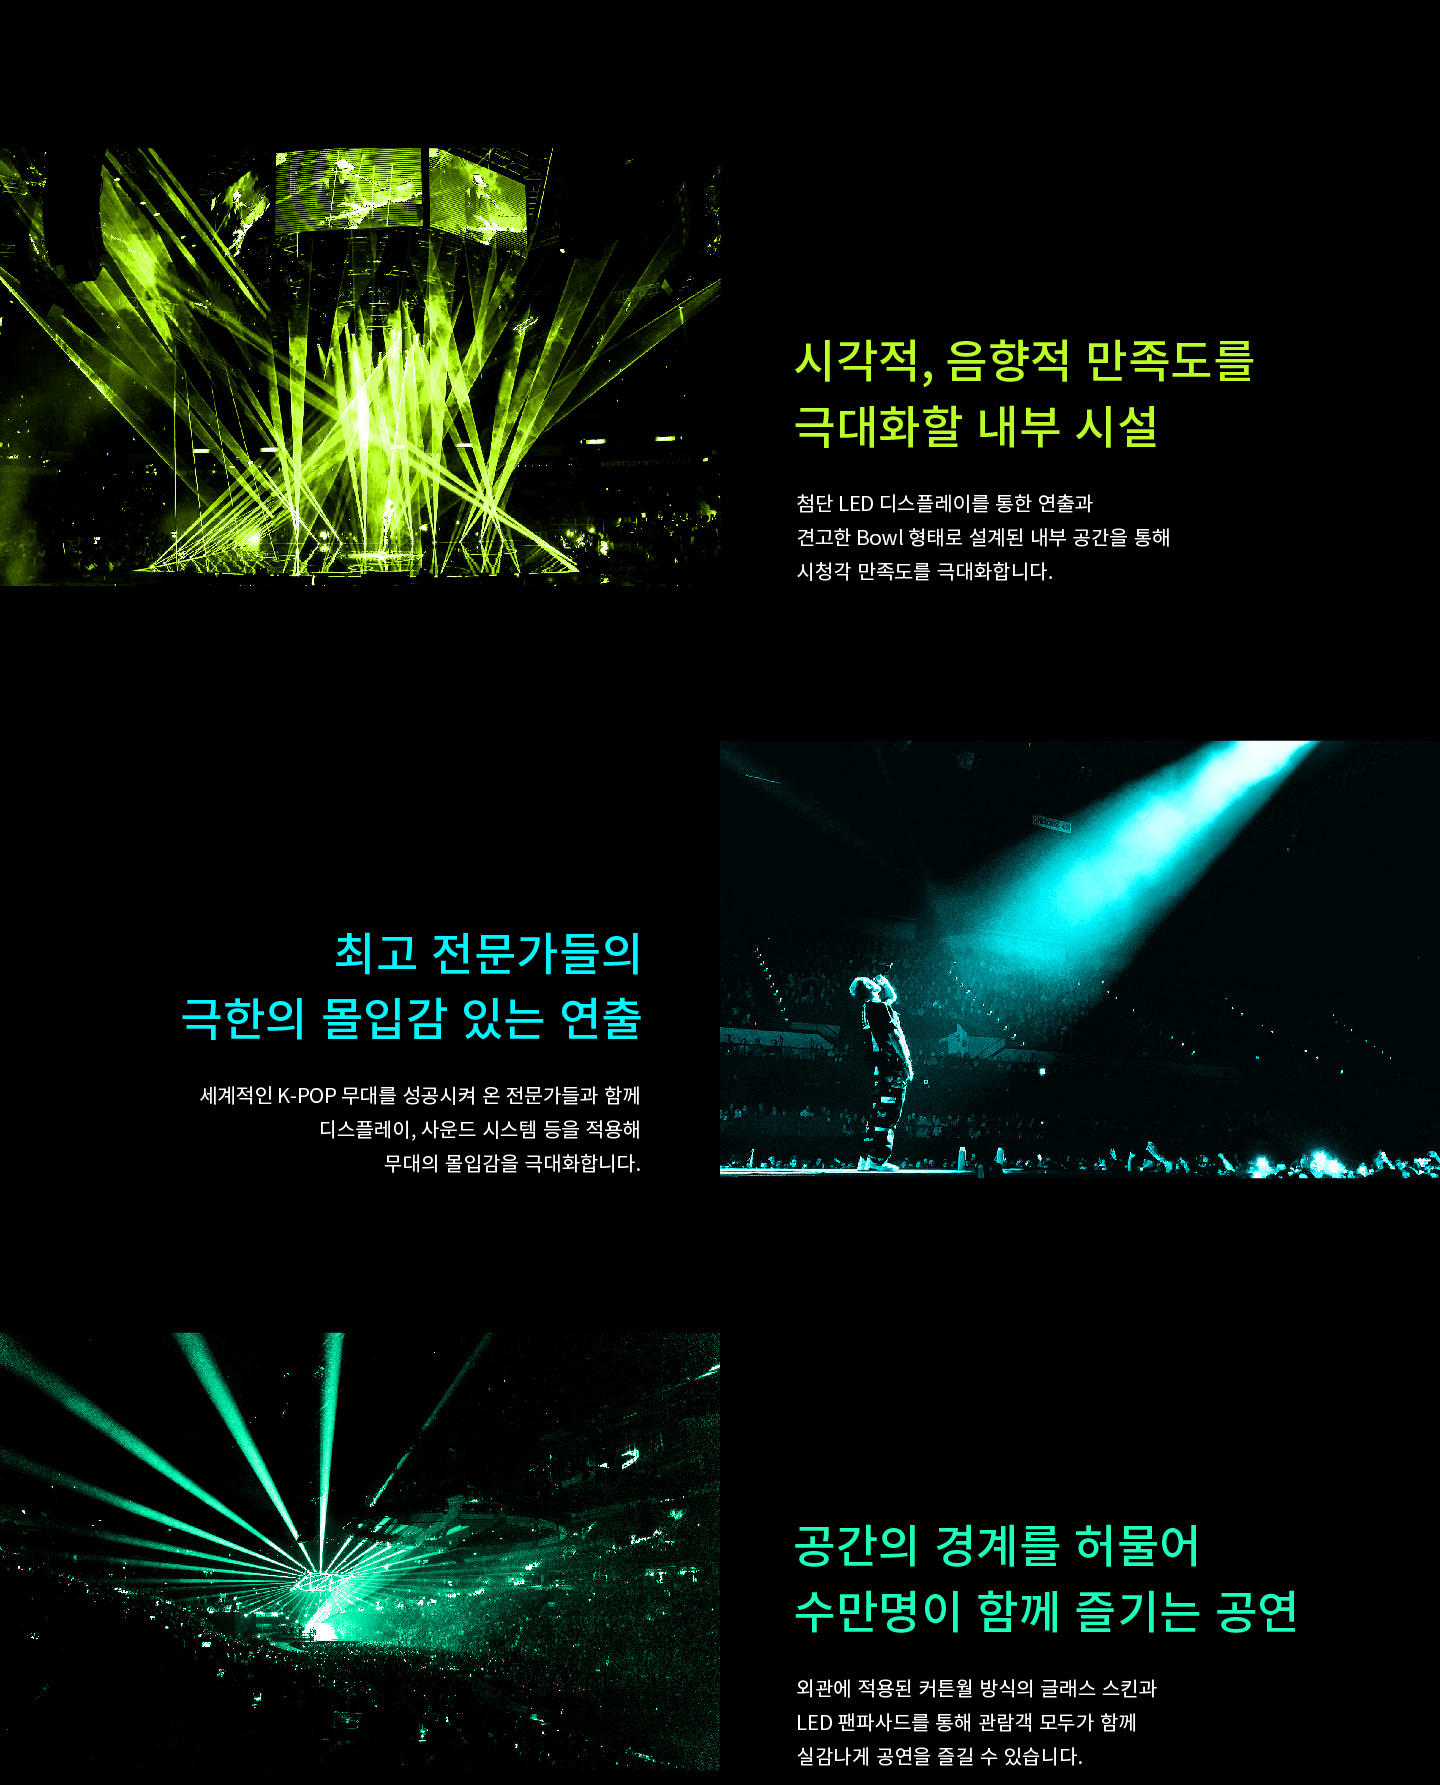 시각적, 음향적 만족도를
극대화할 내부 시설
첨단 LED 디스플레이를 통한 연출과
견고한 Bowl 형태로 설계된 내부 공간을 통해
시청각 만족도를 극대화합니다.
최고 전문가들의
극한의 몰입감 있는 연출
세계적인 K-POP 무대를 성공시켜 온 전문가들과 함께
디스플레이, 사운드 시스템 등을 적용해
무대의 몰입감을 극대화합니다.
공간의 경계를 허물어
수만명이 함께 즐기는 공연
외관에 적용된 커튼월 방식의 글래스 스킨과
LED 팬파사드를 통해 관람객 모두가 함께
실감나게 공연을 즐길 수 있습니다.